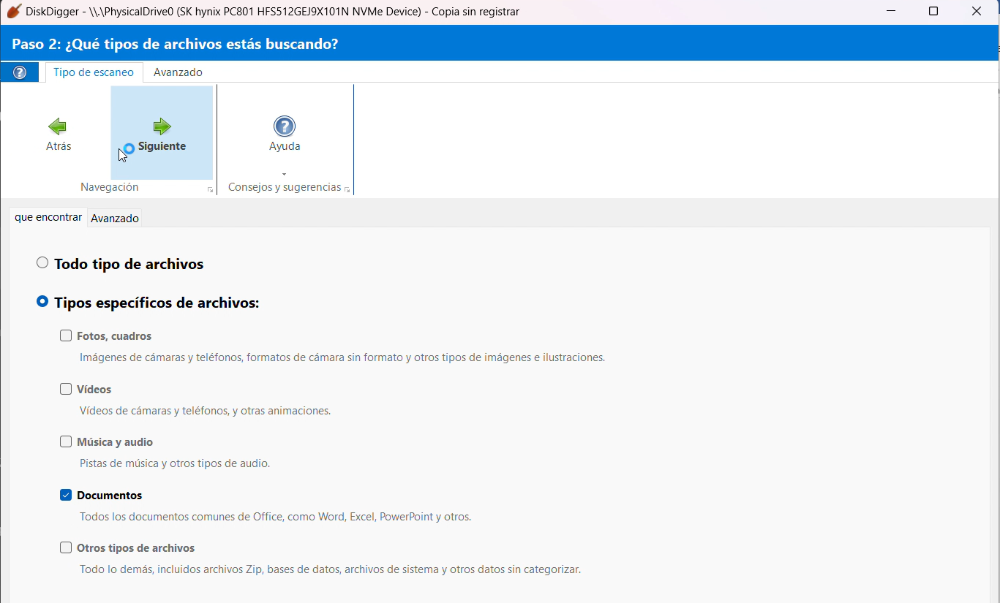 DiskDigger - \\.\PhysicalDrive0 (SK hynix PC801 HFS512GEJ9X101N NVMe Device) - Copia sin registrar
Paso 2: ¿Qué tipos de archivos estás buscando?
Tipo de escaneo Avanzado
Atrás Siguiente Ayuda
Navegación Consejos y sugerencias
que encontrar Avanzado
Todo tipo de archivos
Tipos específicos de archivos:
Fotos, cuadros
Imágenes de cámaras y teléfonos, formatos de cámara sin formato y otros tipos de imágenes e ilustraciones.
Vídeos
Vídeos de cámaras y teléfonos, y otras animaciones.
Música y audio
Pistas de música y otros tipos de audio.
Documentos
Todos los documentos comunes de Office, como Word, Excel, PowerPoint y otros.
Otros tipos de archivos
Todo lo demás, incluidos archivos Zip, bases de datos, archivos de sistema y otros datos sin categorizar.